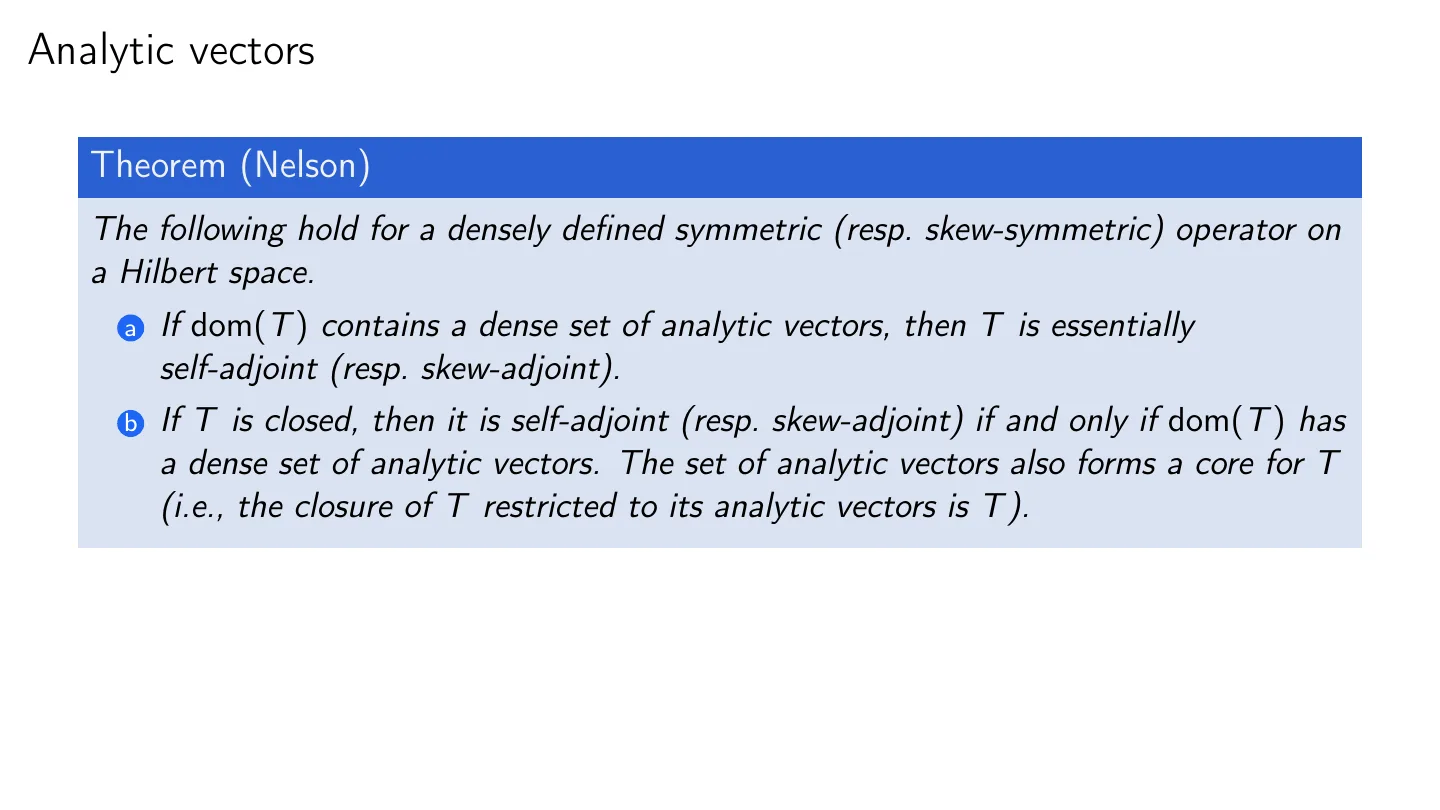 Analytic vectors
Theorem (Nelson)
The following hold for a densely defined symmetric (resp. skew-symmetric) operator on
a Hilbert space.
a If dom(T) contains a dense set of analytic vectors, then T is essentially
self-adjoint (resp. skew-adjoint).
b If T is closed, then it is self-adjoint (resp. skew-adjoint) if and only if dom(T) has
a dense set of analytic vectors. The set of analytic vectors also forms a core for T
(i.e., the closure of T restricted to its analytic vectors is T).